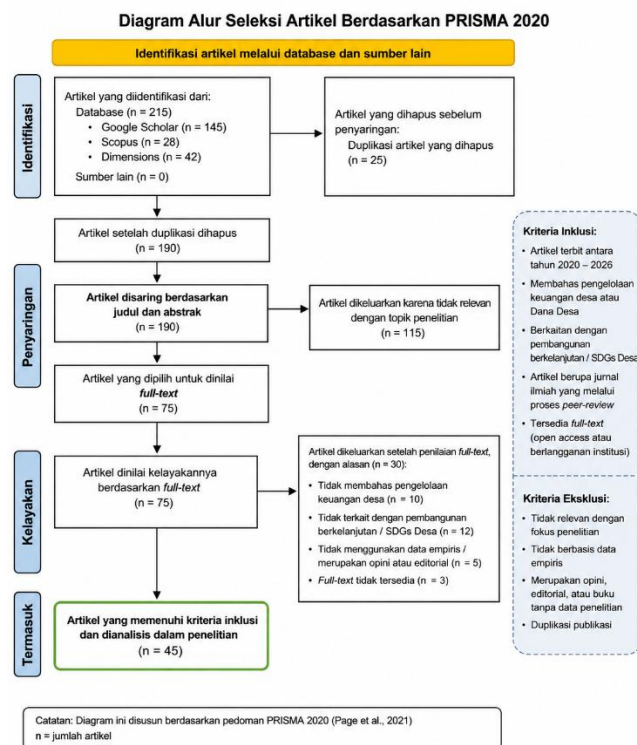 Diagram Alur Seleksi Artikel Berdasarkan PRISMA 2020
Identifikasi artikel melalui database dan sumber lain
Identifikasi
Artikel yang diidentifikasi dari:
Database (n = 215)
• Google Scholar (n = 145)
• Scopus (n = 28)
• Dimensions (n = 42)
Sumber lain (n = 0)
Artikel yang dihapus sebelum
penyaringan:
Duplikasi artikel yang dihapus
(n = 25)
Artikel setelah duplikasi dihapus
(n = 190)
Penyaringan
Artikel disaring berdasarkan
judul dan abstrak
(n = 190)
Artikel dikeluarkan karena tidak relevan
dengan topik penelitian
(n = 115)
Artikel yang dipilih untuk dinilai
full-text
(n = 75)
Kelayakan
Artikel dinilai kelayakannya
berdasarkan full-text
(n = 75)
Artikel dikeluarkan setelah penilaian full-text,
dengan alasan (n = 30):
• Tidak membahas pengelolaan
keuangan desa (n = 10)
• Tidak terkait dengan pembangunan
berkelanjutan / SDGs Desa (n = 12)
• Tidak menggunakan data empiris /
merupakan opini atau editorial (n = 5)
• Full-text tidak tersedia (n = 3)
Termasuk
Artikel yang memenuhi kriteria inklusi
dan dianalisis dalam penelitian
(n = 45)
Kriteria Inklusi:
• Artikel terbit antara
tahun 2020 – 2026
• Membahas pengelolaan
keuangan desa atau
Dana Desa
• Berkaitan dengan
pembangunan
berkelanjutan / SDGs Desa
• Artikel berupa jurnal
ilmiah yang melalui
proses peer-review
• Tersedia full-text
(open access atau
berlangganan institusi)
Kriteria Eksklusi:
• Tidak relevan dengan
fokus penelitian
• Tidak berbasis data
empiris
• Merupakan opini,
editorial, atau buku
tanpa data penelitian
• Duplikasi publikasi
Catatan: Diagram ini disusun berdasarkan pedoman PRISMA 2020 (Page et al., 2021)
n = jumlah artikel